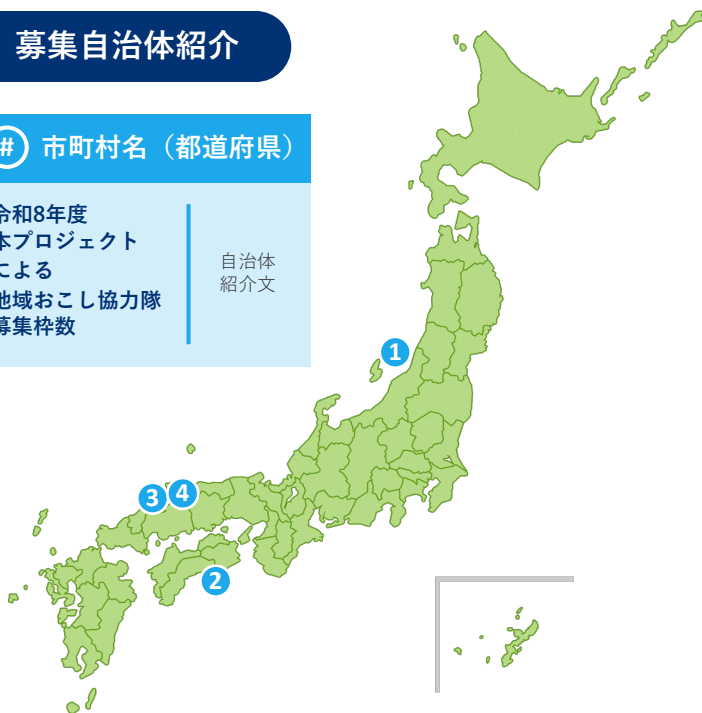 募集自治体紹介
# 市町村名（都道府県）
令和8年度
本プロジェクト
による
地域おこし協力隊
募集枠数
自治体
紹介文
1
3 4
2